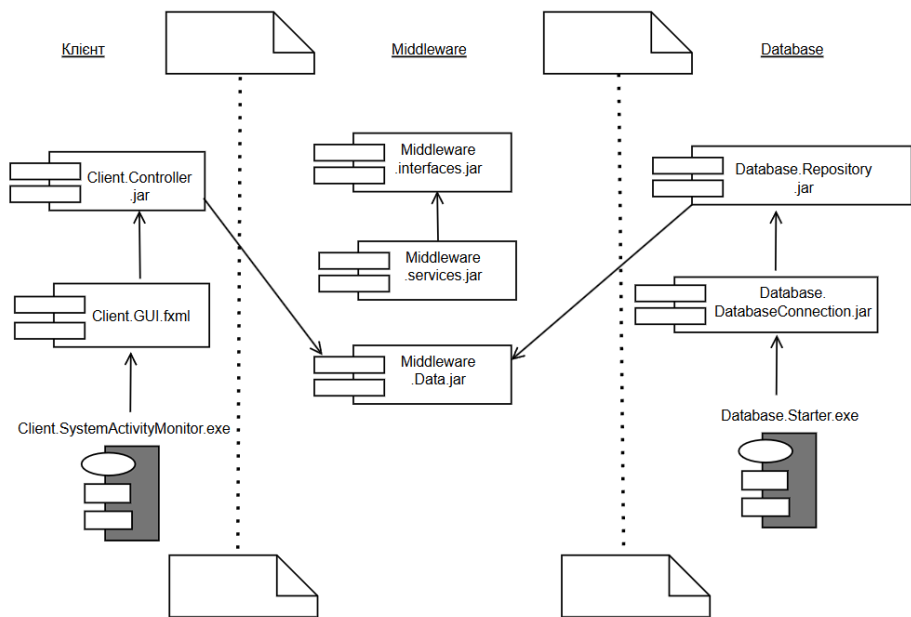 Клієнт
Middleware
Database
Client.Controller
.jar
Middleware
.interfaces.jar
Database.Repository
.jar
Middleware
.services.jar
Client.GUI.fxml
Database.
DatabaseConnection.jar
Middleware
.Data.jar
Client.SystemActivityMonitor.exe
Database.Starter.exe